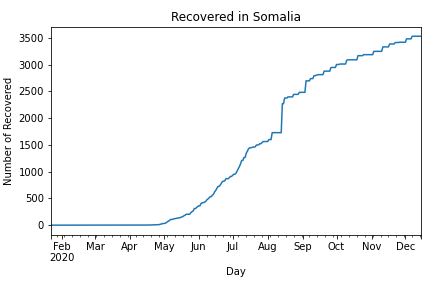 Recovered in Somalia
Number of Recovered
3500
3000
2500
2000
1500
1000
500
0
Feb Mar Apr May Jun Jul Aug Sep Oct Nov Dec
2020
Day